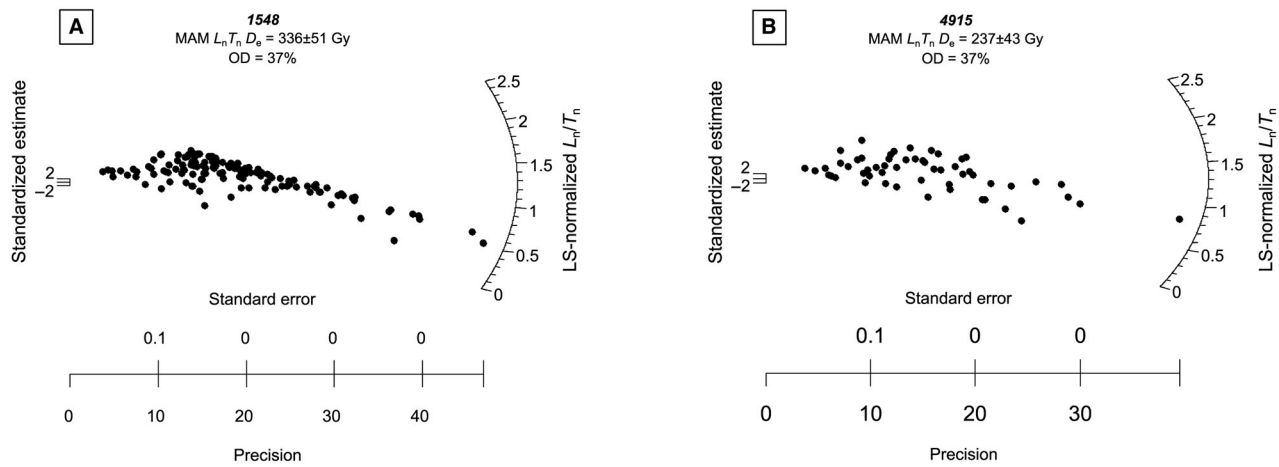 A
1548
MAM LnTn De = 336±51 Gy
OD = 37%
Standardized estimate
2
−2
2.5
2
1.5
1
0.5
0
LS-normalized Ln/Tn
Standard error
0.1 0 0 0
0 10 20 30 40
Precision
B
4915
MAM LnTn De = 237±43 Gy
OD = 37%
Standardized estimate
2
−2
2.5
2
1.5
1
0.5
0
LS-normalized Ln/Tn
Standard error
0.1 0 0
0 10 20 30
Precision